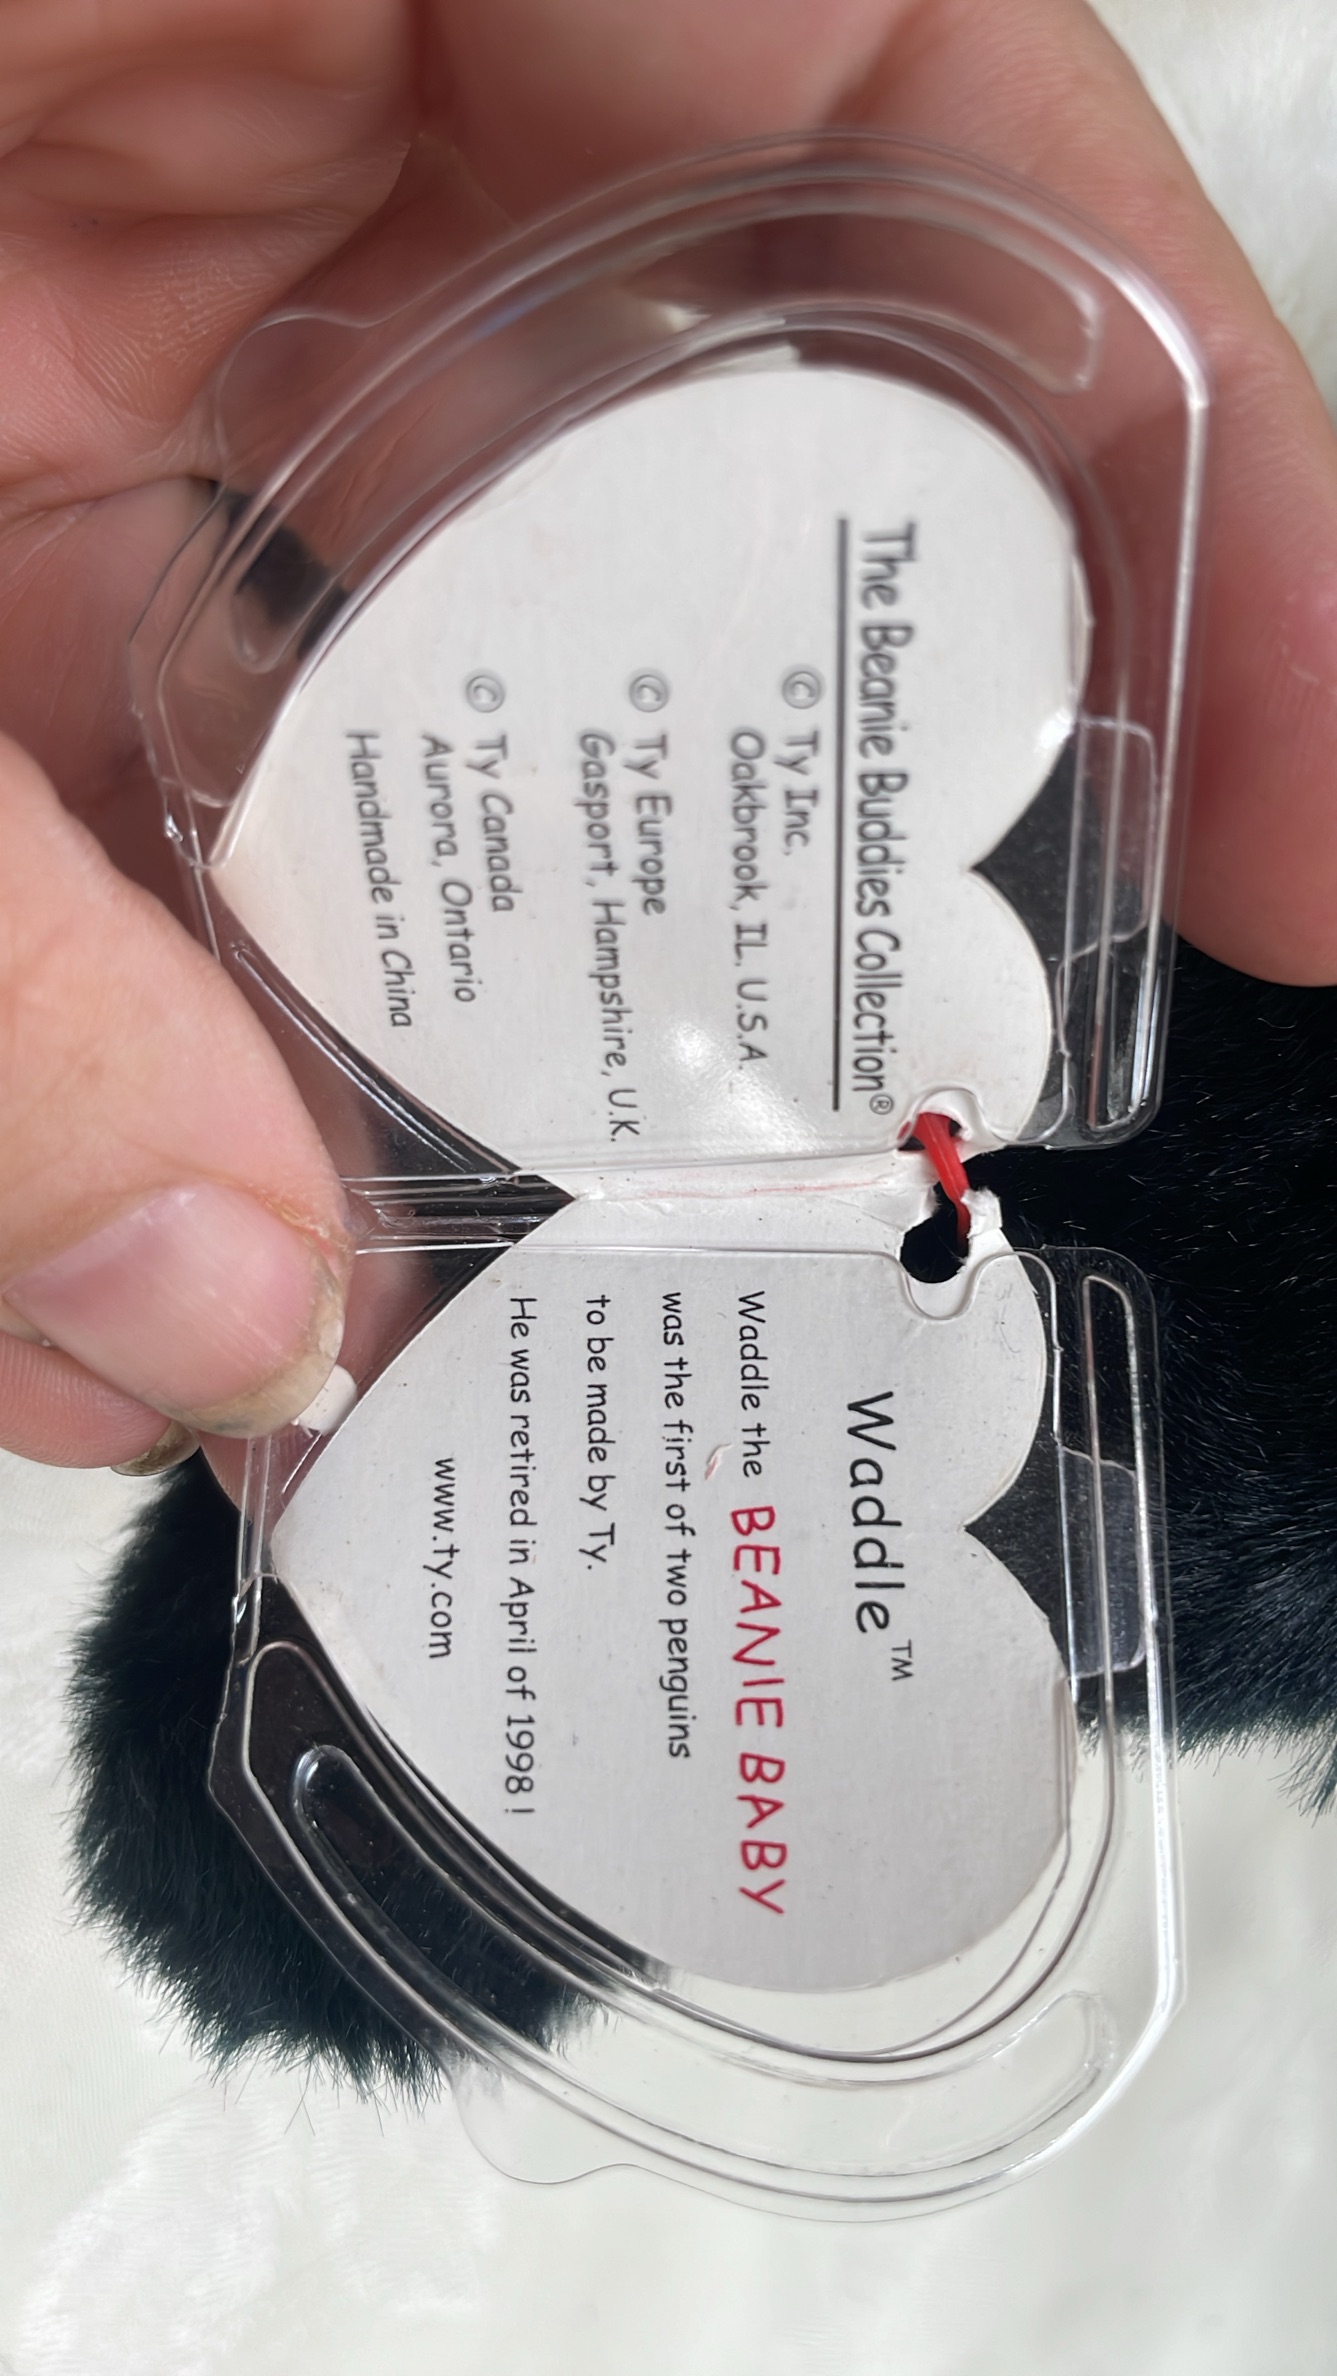 The Beanie Buddies Collection®
© Ty Inc.
Oakbrook, IL. U.S.A.
© Ty Europe
Gasport, Hampshire, U.K.
© Ty Canada
Aurora, Ontario
Handmade in China
Waddle™
Waddle the BEANIE BABY
was the first of two penguins
to be made by Ty.
He was retired in April of 1998!
www.ty.com